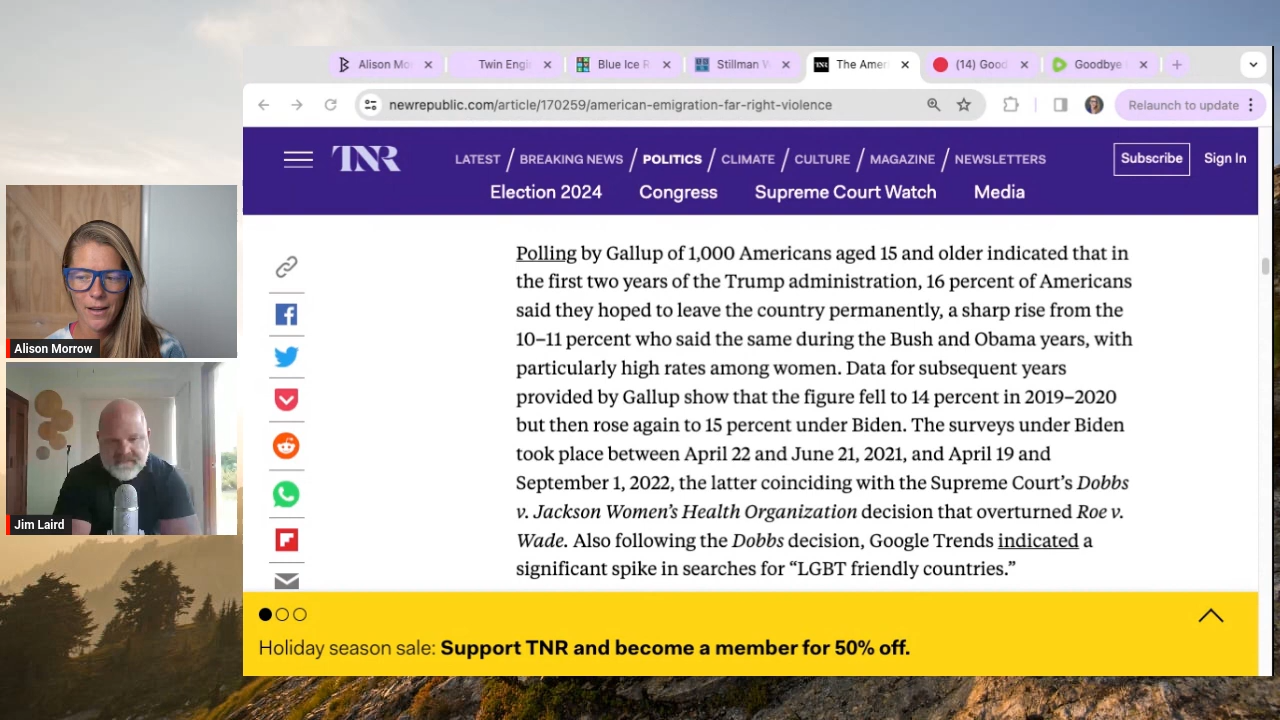 Alison Mo
Twin Engi
Blue Ice R
Stillman V
TNR
The Amer
(14) Good
Goodbye
newrepublic.com/article/170259/american-emigration-far-right-violence
Relaunch to update
TNR
LATEST / BREAKING NEWS / POLITICS / CLIMATE / CULTURE / MAGAZINE / NEWSLETTERS
Subscribe
Sign In
Election 2024
Congress
Supreme Court Watch
Media
Polling by Gallup of 1,000 Americans aged 15 and older indicated that in
the first two years of the Trump administration, 16 percent of Americans
said they hoped to leave the country permanently, a sharp rise from the
10–11 percent who said the same during the Bush and Obama years, with
particularly high rates among women. Data for subsequent years
provided by Gallup show that the figure fell to 14 percent in 2019–2020
but then rose again to 15 percent under Biden. The surveys under Biden
took place between April 22 and June 21, 2021, and April 19 and
September 1, 2022, the latter coinciding with the Supreme Court’s Dobbs
v. Jackson Women’s Health Organization decision that overturned Roe v.
Wade. Also following the Dobbs decision, Google Trends indicated a
significant spike in searches for “LGBT friendly countries.”
Holiday season sale: Support TNR and become a member for 50% off.
Alison Morrow
Jim Laird